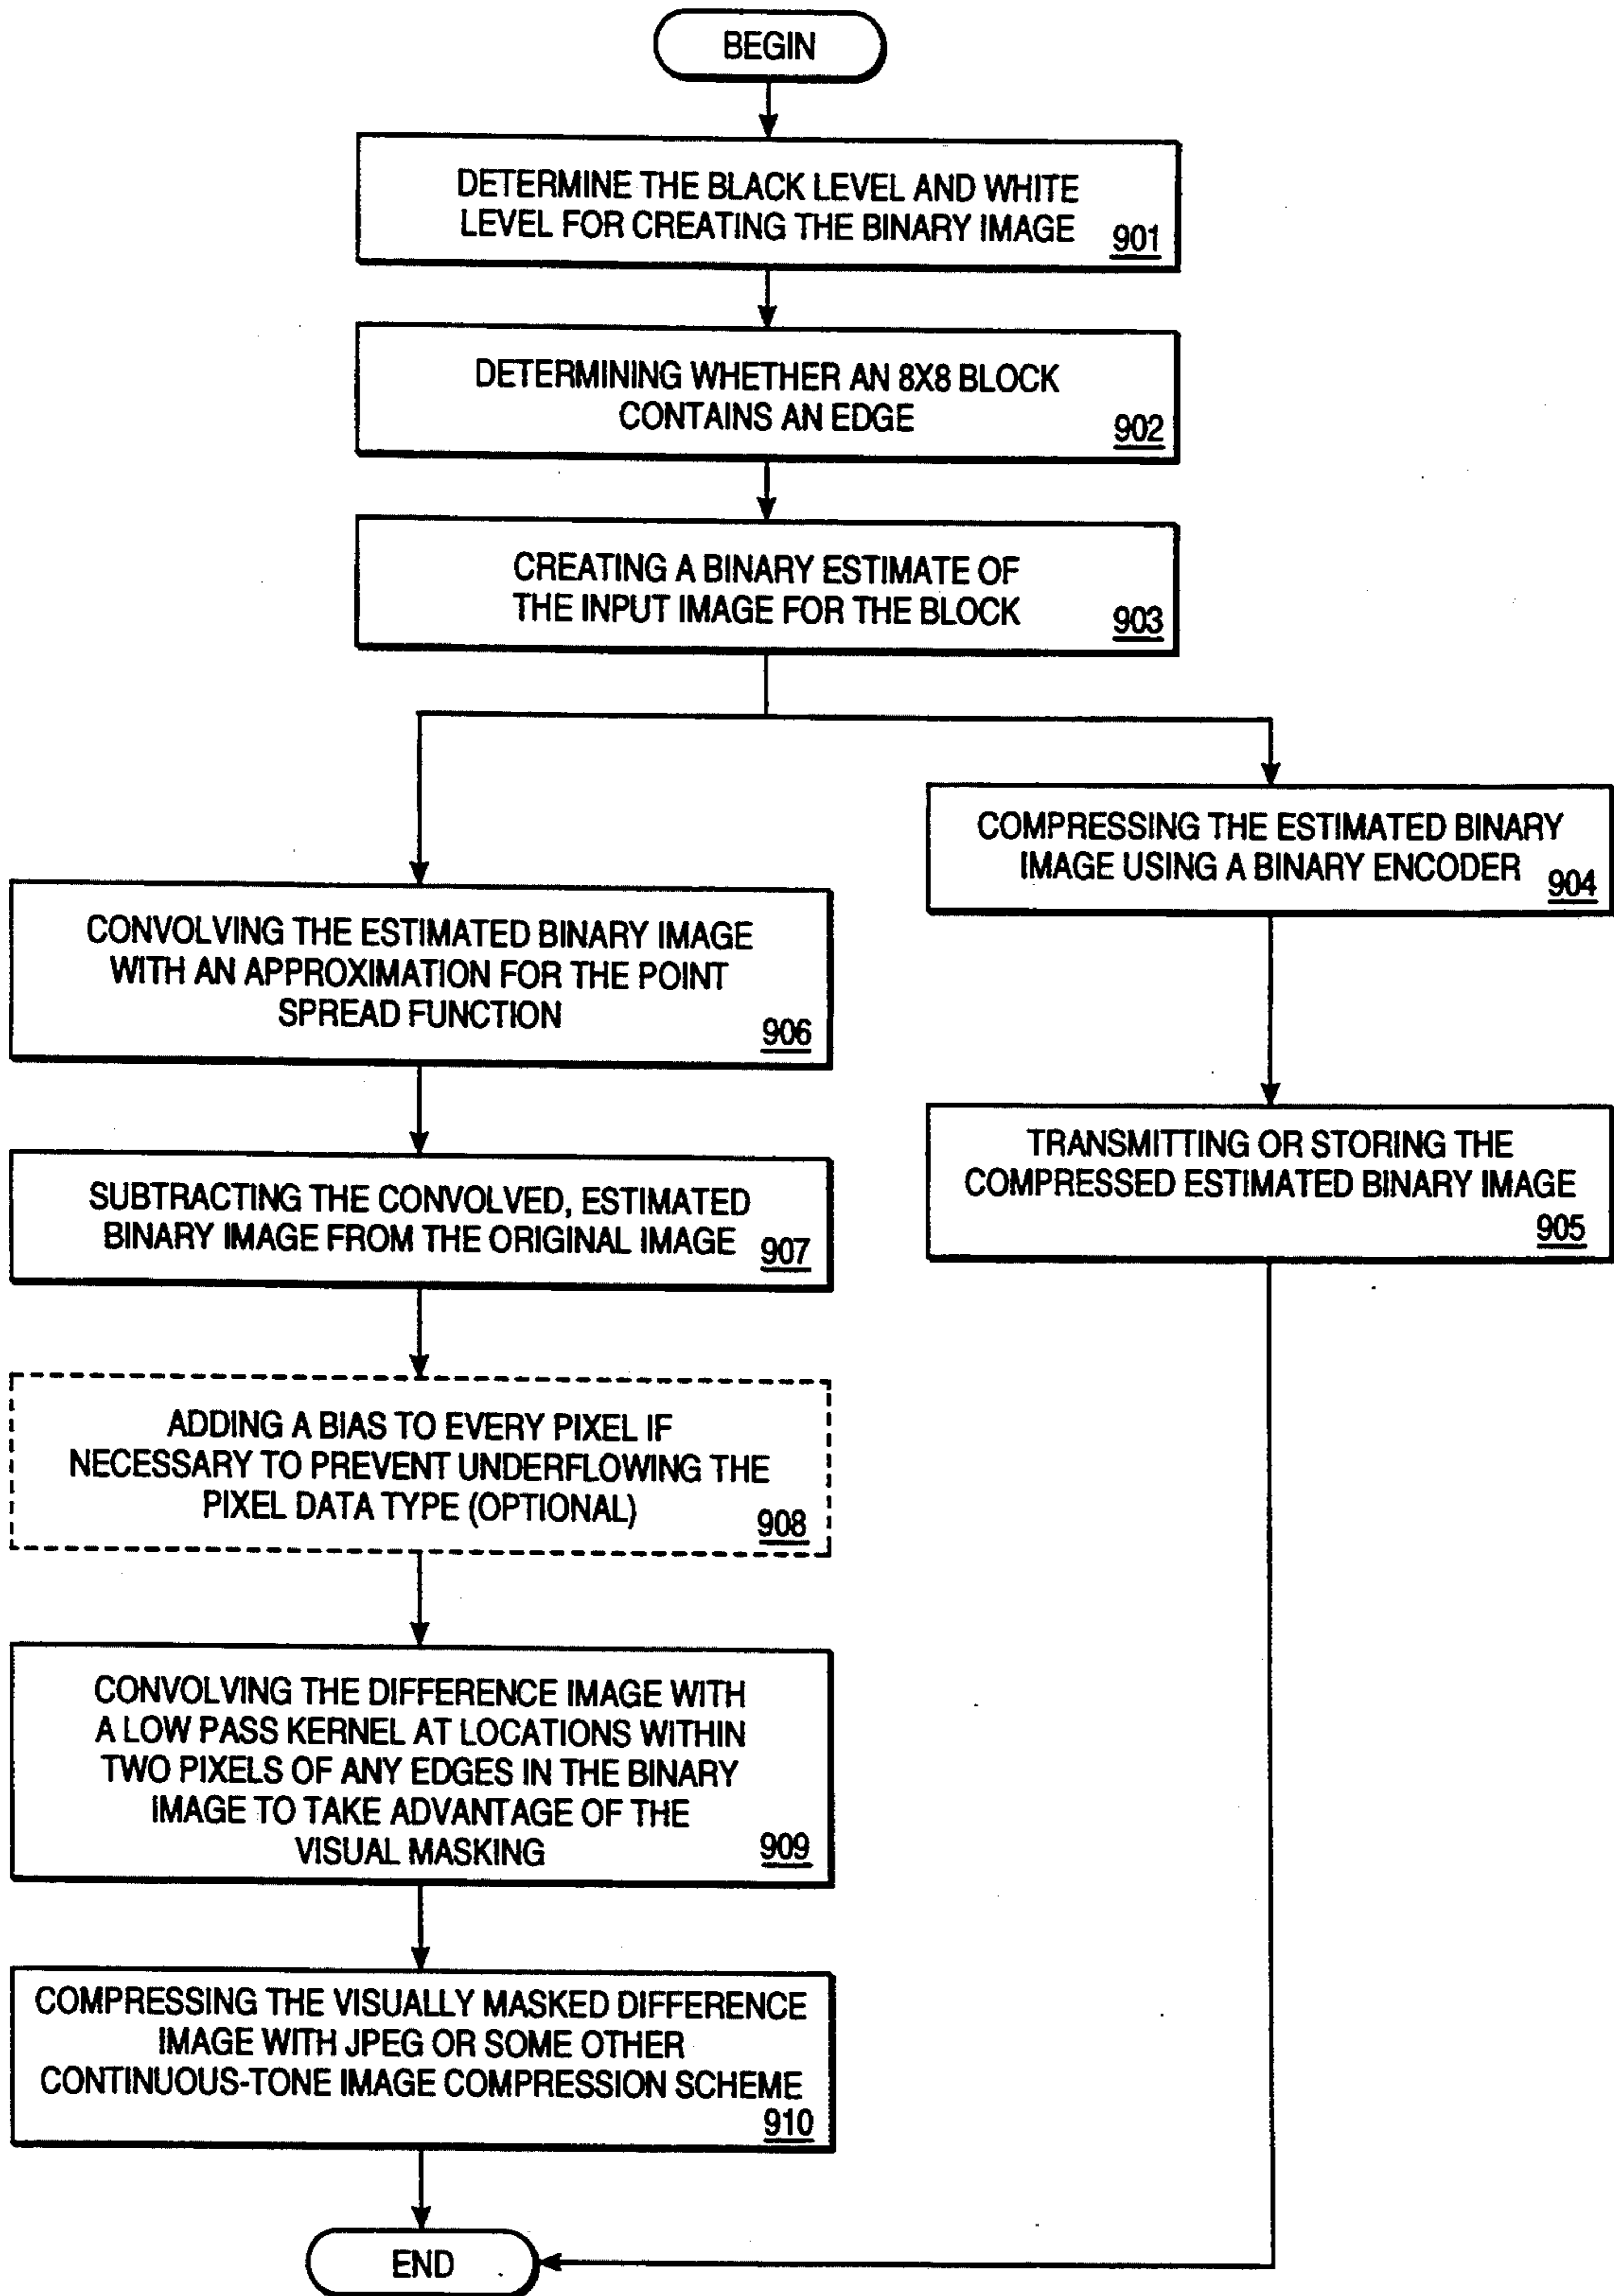 BEGIN
DETERMINE THE BLACK LEVEL AND WHITE
LEVEL FOR CREATING THE BINARY IMAGE
901
DETERMINING WHETHER AN 8X8 BLOCK
CONTAINS AN EDGE
902
CREATING A BINARY ESTIMATE OF
THE INPUT IMAGE FOR THE BLOCK
903
COMPRESSING THE ESTIMATED BINARY
IMAGE USING A BINARY ENCODER
904
TRANSMITTING OR STORING THE
COMPRESSED ESTIMATED BINARY IMAGE
905
CONVOLVING THE ESTIMATED BINARY IMAGE
WITH AN APPROXIMATION FOR THE POINT
SPREAD FUNCTION
906
SUBTRACTING THE CONVOLVED, ESTIMATED
BINARY IMAGE FROM THE ORIGINAL IMAGE
907
ADDING A BIAS TO EVERY PIXEL IF
NECESSARY TO PREVENT UNDERFLOWING THE
PIXEL DATA TYPE (OPTIONAL)
908
CONVOLVING THE DIFFERENCE IMAGE WITH
A LOW PASS KERNEL AT LOCATIONS WITHIN
TWO PIXELS OF ANY EDGES IN THE BINARY
IMAGE TO TAKE ADVANTAGE OF THE
VISUAL MASKING
909
COMPRESSING THE VISUALLY MASKED DIFFERENCE
IMAGE WITH JPEG OR SOME OTHER
CONTINUOUS-TONE IMAGE COMPRESSION SCHEME
910
END